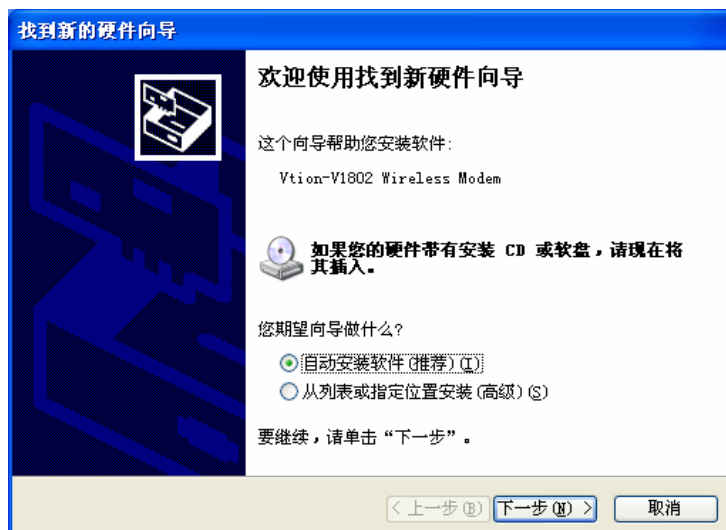 找到新的硬件向导
欢迎使用找到新硬件向导
这个向导帮助您安装软件:
Vtion-V1802 Wireless Modem
如果您的硬件带有安装 CD 或软盘，请现在将
其插入。
您期望向导做什么?
自动安装软件(推荐)(I)
从列表或指定位置安装(高级)(S)
要继续，请单击“下一步”。
< 上一步(B)
下一步(N) >
取消